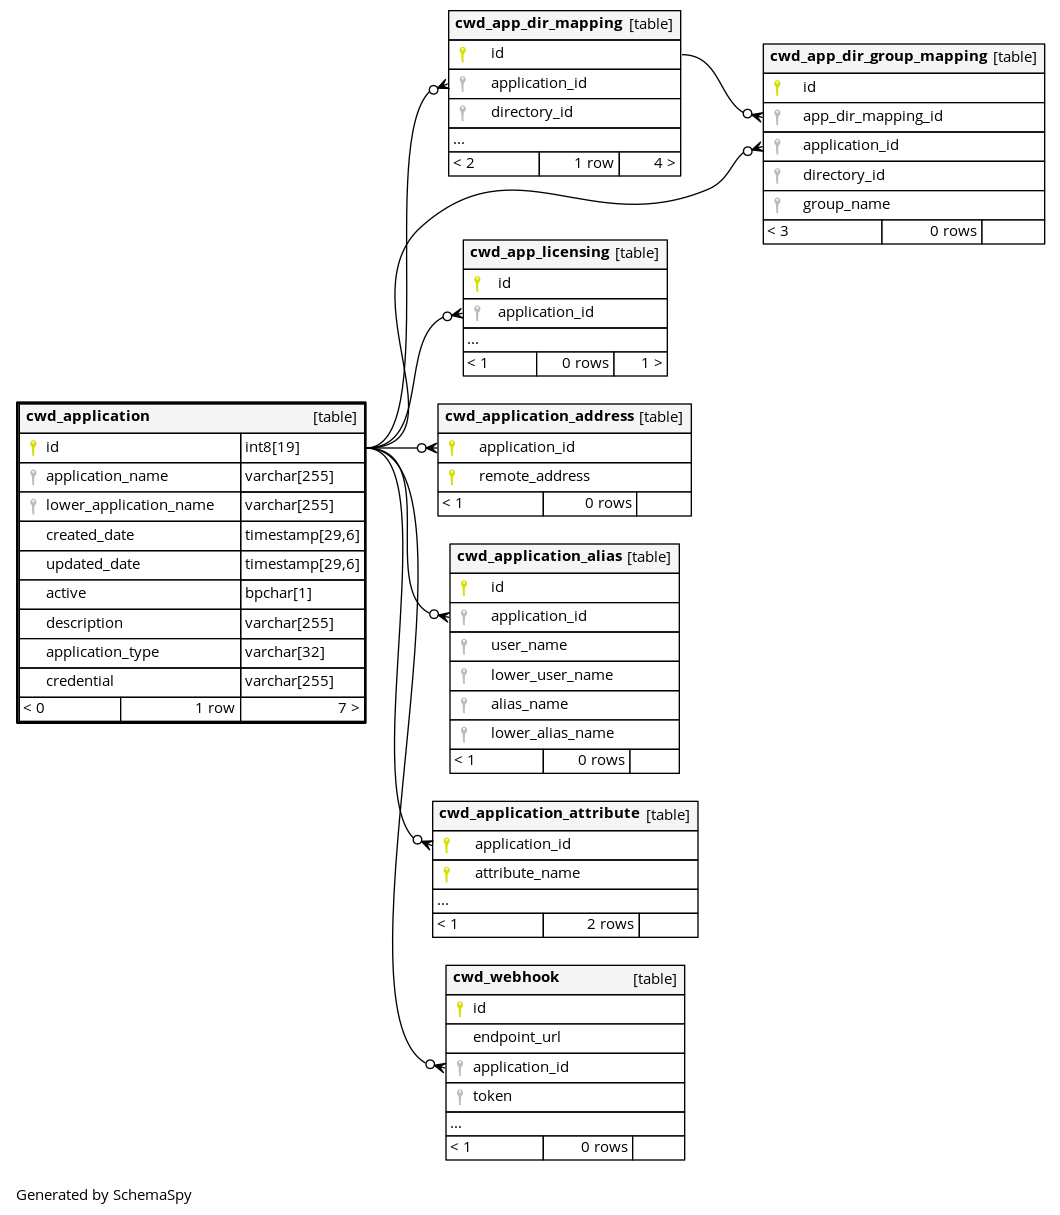 cwd_app_dir_mapping [table]
id
application_id
directory_id
...
< 2 1 row 4 >
cwd_app_dir_group_mapping [table]
id
app_dir_mapping_id
application_id
directory_id
group_name
< 3 0 rows
cwd_app_licensing [table]
id
application_id
...
< 1 0 rows 1 >
cwd_application [table]
id int8[19]
application_name varchar[255]
lower_application_name varchar[255]
created_date timestamp[29,6]
updated_date timestamp[29,6]
active bpchar[1]
description varchar[255]
application_type varchar[32]
credential varchar[255]
< 0 1 row 7 >
cwd_application_address [table]
application_id
remote_address
< 1 0 rows
cwd_application_alias [table]
id
application_id
user_name
lower_user_name
alias_name
lower_alias_name
< 1 0 rows
cwd_application_attribute [table]
application_id
attribute_name
...
< 1 2 rows
cwd_webhook [table]
id
endpoint_url
application_id
token
...
< 1 0 rows
Generated by SchemaSpy